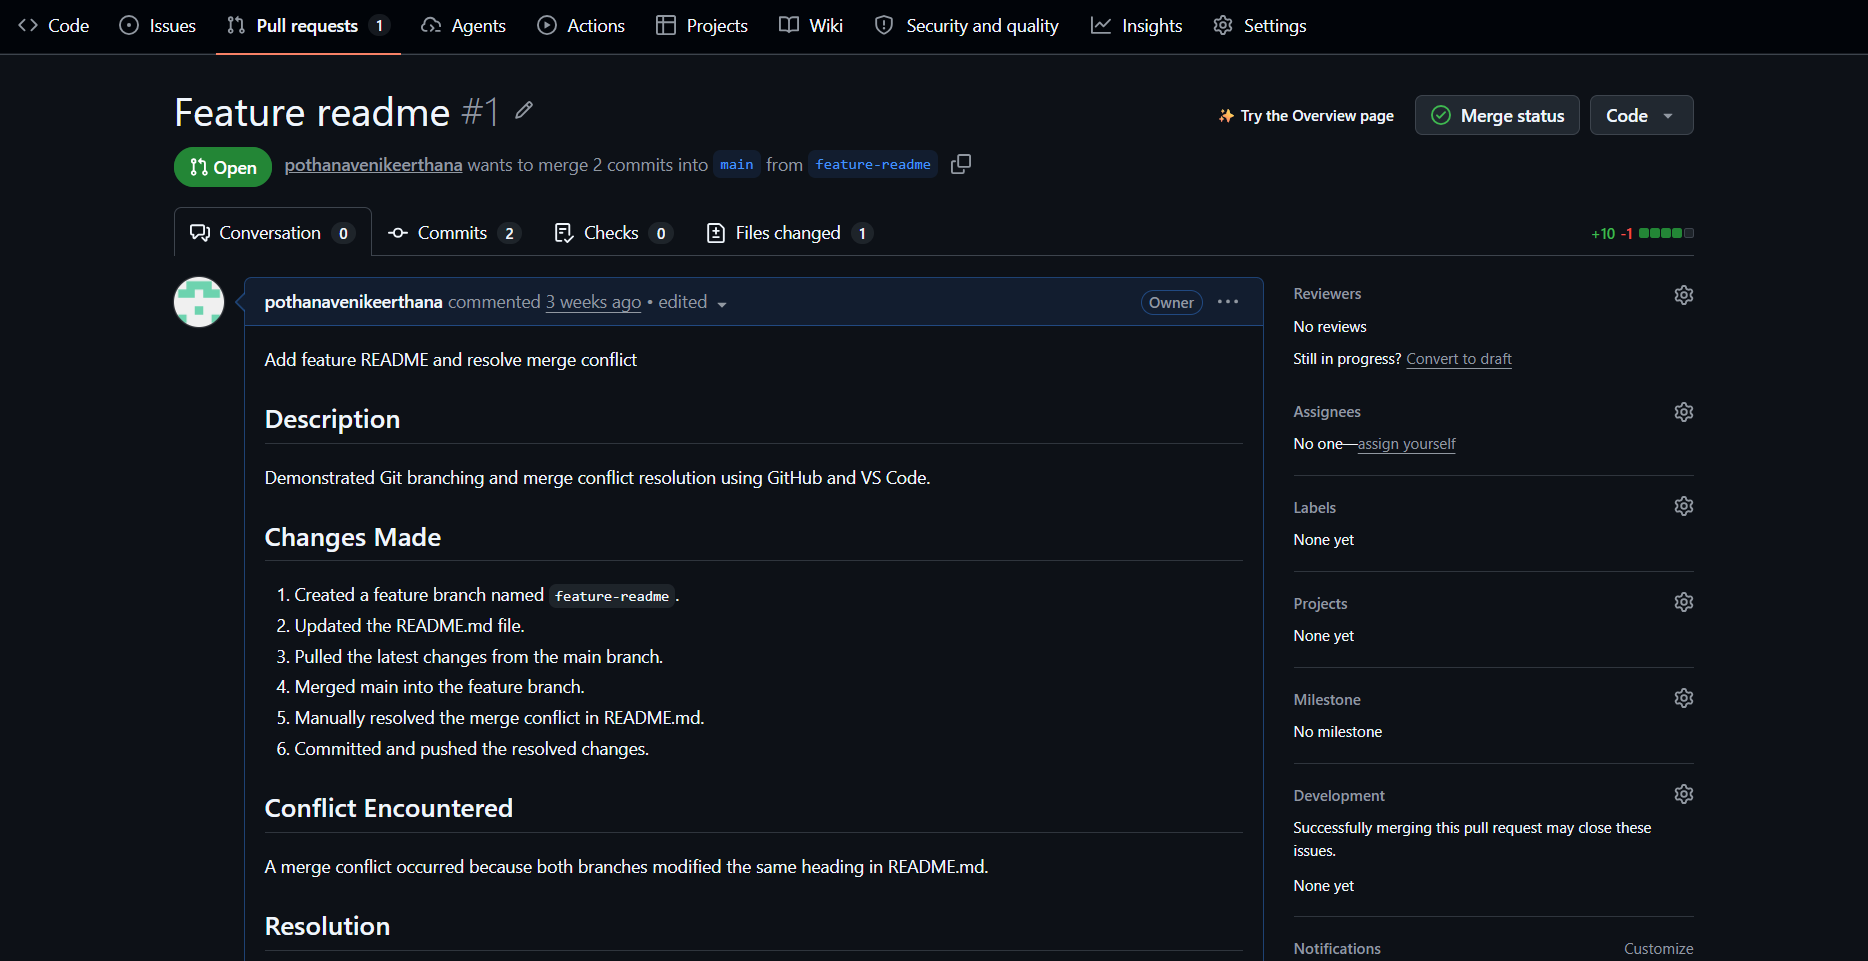 Code Issues Pull requests 1 Agents Actions Projects Wiki Security and quality Insights Settings
Feature readme #1
Try the Overview page Merge status Code
Open pothanavenikeerthana wants to merge 2 commits into main from feature-readme
Conversation 0 Commits 2 Checks 0 Files changed 1 +10 -1
pothanavenikeerthana commented 3 weeks ago • edited Owner
Add feature README and resolve merge conflict
Description
Demonstrated Git branching and merge conflict resolution using GitHub and VS Code.
Changes Made
1. Created a feature branch named feature-readme.
2. Updated the README.md file.
3. Pulled the latest changes from the main branch.
4. Merged main into the feature branch.
5. Manually resolved the merge conflict in README.md.
6. Committed and pushed the resolved changes.
Conflict Encountered
A merge conflict occurred because both branches modified the same heading in README.md.
Resolution
Reviewers
No reviews
Still in progress? Convert to draft
Assignees
No one—assign yourself
Labels
None yet
Projects
None yet
Milestone
No milestone
Development
Successfully merging this pull request may close these
issues.
None yet
Notifications Customize